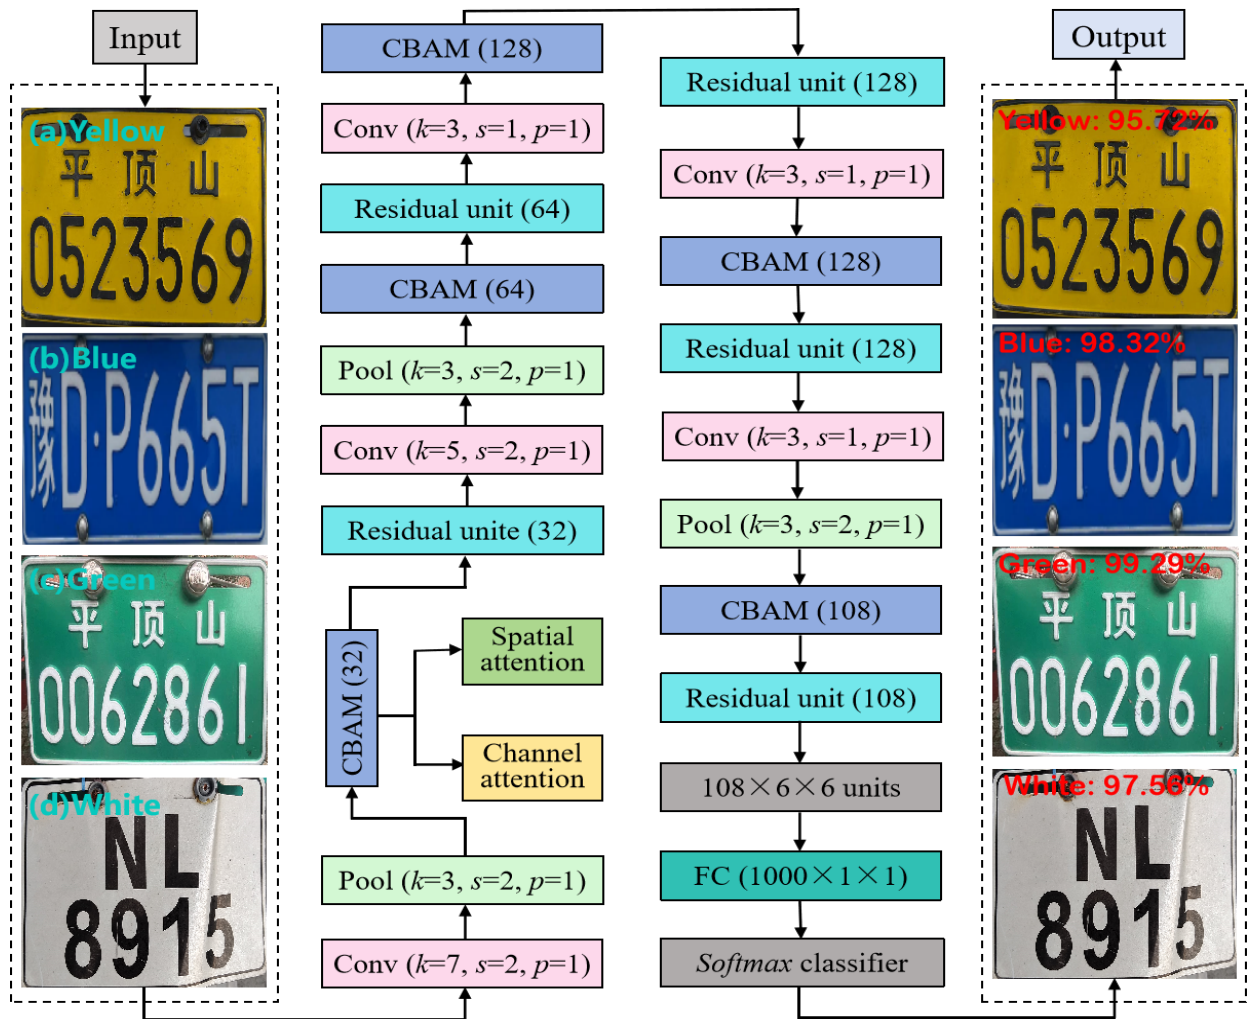 Input
(a)Yellow
平 顶 山
0523569
(b)Blue
豫D·P665T
(c)Green
平 顶 山
0062861
(d)White
NL
8915
CBAM (128)
Conv (k=3, s=1, p=1)
Residual unit (64)
CBAM (64)
Pool (k=3, s=2, p=1)
Conv (k=5, s=2, p=1)
Residual unite (32)
CBAM (32)
Spatial
attention
Channel
attention
Pool (k=3, s=2, p=1)
Conv (k=7, s=2, p=1)
Residual unit (128)
Conv (k=3, s=1, p=1)
CBAM (128)
Residual unit (128)
Conv (k=3, s=1, p=1)
Pool (k=3, s=2, p=1)
CBAM (108)
Residual unit (108)
108×6×6 units
FC (1000×1×1)
Softmax classifier
Output
Yellow: 95.72%
平 顶 山
0523569
Blue: 98.32%
豫D·P665T
Green: 99.29%
平 顶 山
0062861
White: 97.56%
NL
8915